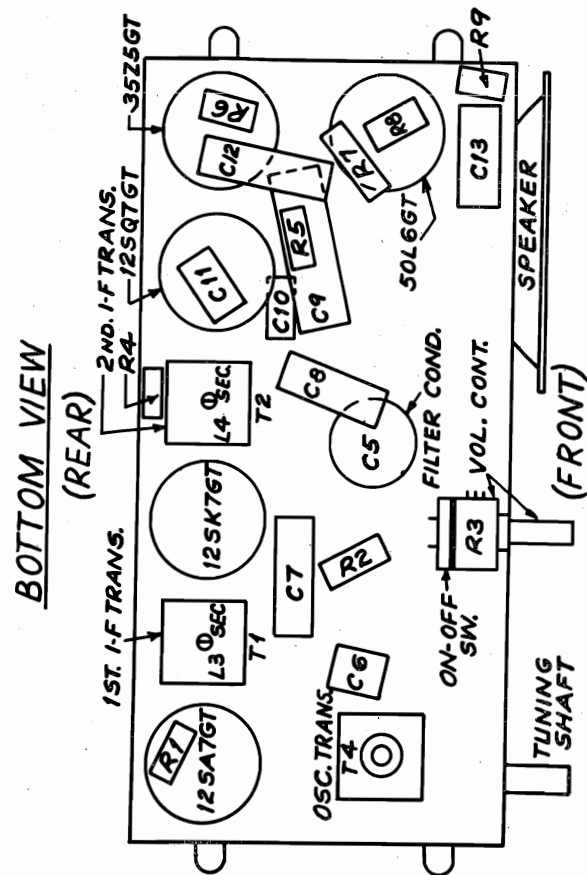 BOTTOM VIEW
(REAR)
1ST. I-F TRANS.
2ND. I-F TRANS.
R4
12SQ7GT
35Z5GT
R1
12SA7GT
L3 ① SEC.
T1
12SK7GT
L4 ① SEC.
T2
C11
R6
C12
R7
R8
50L6GT
R9
C13
R5
C10
C9
C8
C5
C7
R2
C6
OSC. TRANS.
T4
FILTER COND.
VOL. CONT.
R3
ON-OFF
SW.
TUNING
SHAFT
(FRONT)
SPEAKER